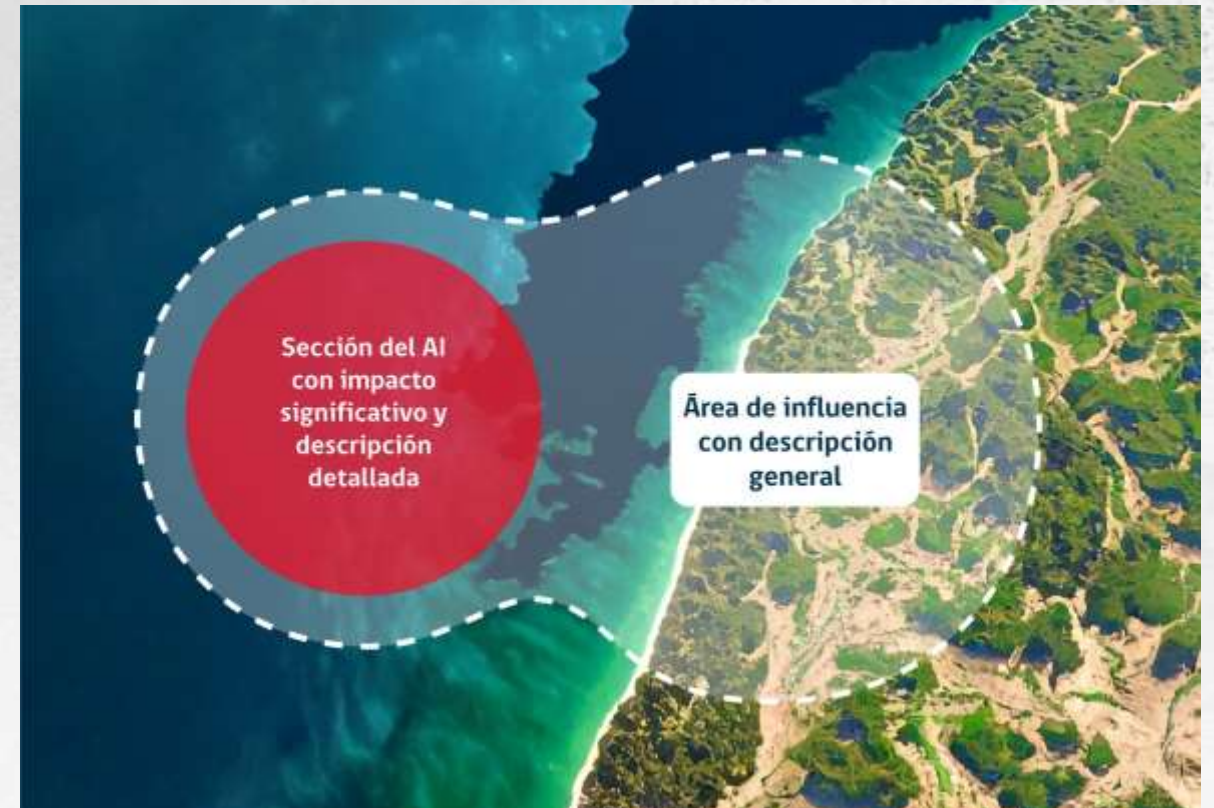 Sección del AI
con impacto
significativo y
descripción
detallada
Área de influencia
con descripción
general